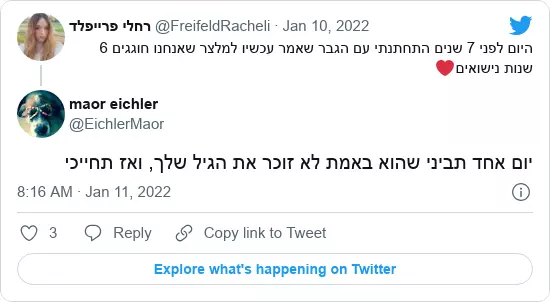 רחלי פרייפלד @FreifeldRacheli · Jan 10, 2022
היום לפני 7 שנים התחתנתי עם הגבר שאמר עכשיו למלצר שאנחנו חוגגים 6
שנות נישואים❤️
maor eichler
@EichlerMaor
יום אחד תביני שהוא באמת לא זוכר את הגיל שלך, ואז תחייכי
8:16 AM · Jan 11, 2022
3 Reply Copy link to Tweet
Explore what's happening on Twitter